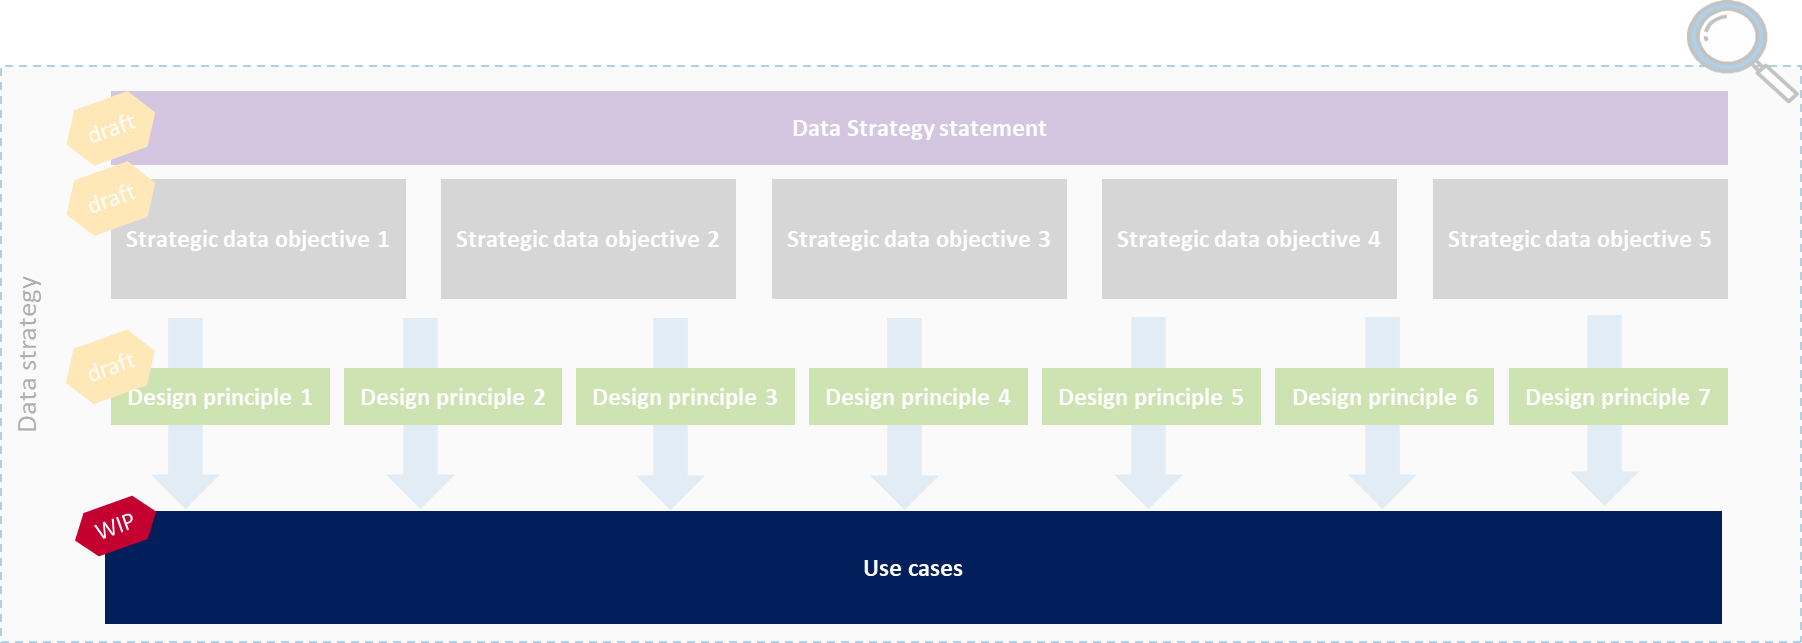 draft
Data Strategy statement
draft
Strategic data objective 1
Strategic data objective 2
Strategic data objective 3
Strategic data objective 4
Strategic data objective 5
Data strategy
draft
Design principle 1
Design principle 2
Design principle 3
Design principle 4
Design principle 5
Design principle 6
Design principle 7
WIP
Use cases